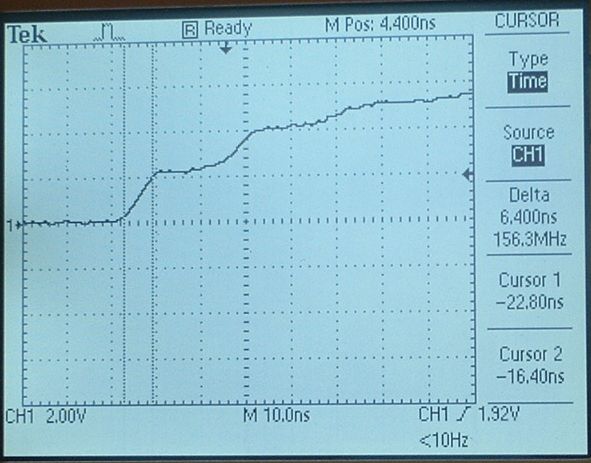 Tek R Ready M Pos: 4.400ns CURSOR
Type
Time
Source
CH1
Delta
6.400ns
156.3MHz
Cursor 1
-22.80ns
Cursor 2
-16.40ns
1
CH1 2.00V M 10.0ns CH1 / 1.92V
<10Hz